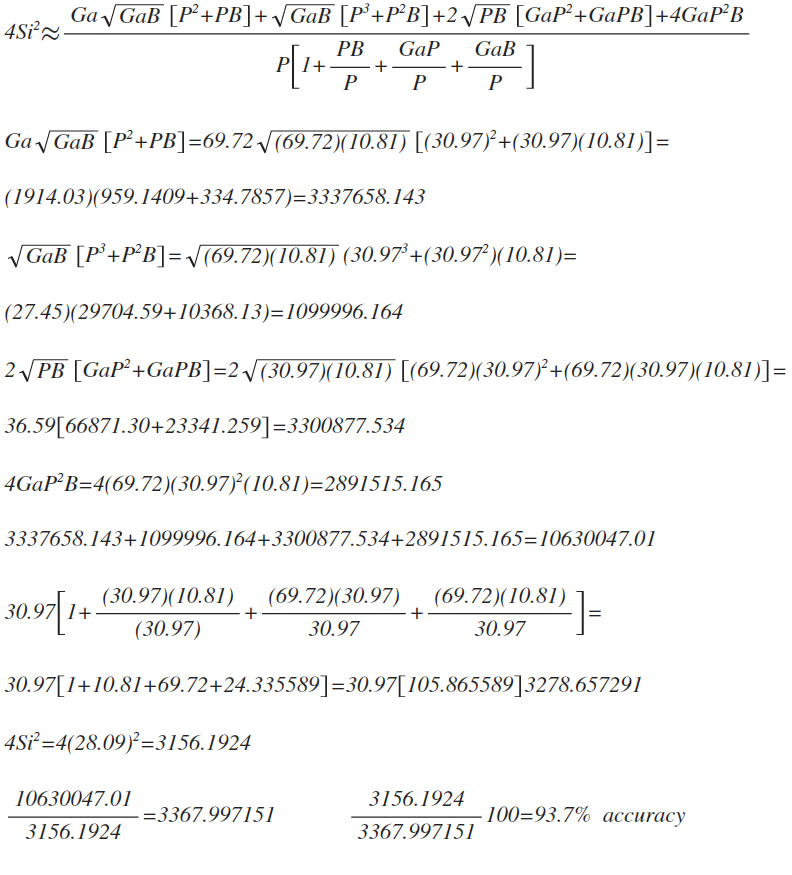 4Si²≈ Ga√GaB [P²+PB]+√GaB [P³+P²B]+2√PB [GaP²+GaPB]+4GaP²B / P[1+ PB/P + GaP/P + GaB/P ]
Ga√GaB [P²+PB]=69.72√(69.72)(10.81) [(30.97)²+(30.97)(10.81)]=
(1914.03)(959.1409+334.7857)=3337658.143
√GaB [P³+P²B]=√(69.72)(10.81) (30.97³+(30.97²)(10.81)=
(27.45)(29704.59+10368.13)=1099996.164
2√PB [GaP²+GaPB]=2√(30.97)(10.81) [(69.72)(30.97)²+(69.72)(30.97)(10.81)]=
36.59[66871.30+23341.259]=3300877.534
4GaP²B=4(69.72)(30.97)²(10.81)=2891515.165
3337658.143+1099996.164+3300877.534+2891515.165=10630047.01
30.97[1+ (30.97)(10.81)/(30.97) + (69.72)(30.97)/30.97 + (69.72)(10.81)/30.97 ]=
30.97[1+10.81+69.72+24.335589]=30.97[105.865589]3278.657291
4Si²=4(28.09)²=3156.1924
10630047.01/3156.1924 =3367.997151 3156.1924/3367.997151 100=93.7% accuracy